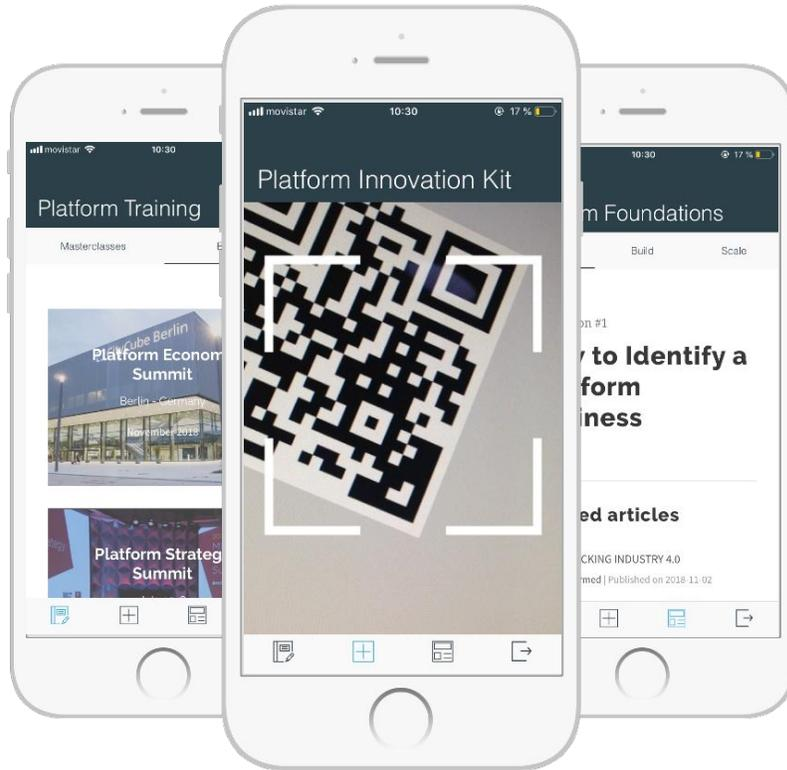 movistar
10:30
Platform Training
Masterclasses
CityCube Berlin
Platform Econom
Summit
Berlin - Germany
November 2018
Platform Strateg
Summit
movistar
10:30
17 %
Platform Innovation Kit
10:30
17 %
m Foundations
Build
Scale
on #1
to Identify a
form
iness
ed articles
CKING INDUSTRY 4.0
rmed | Published on 2018-11-02